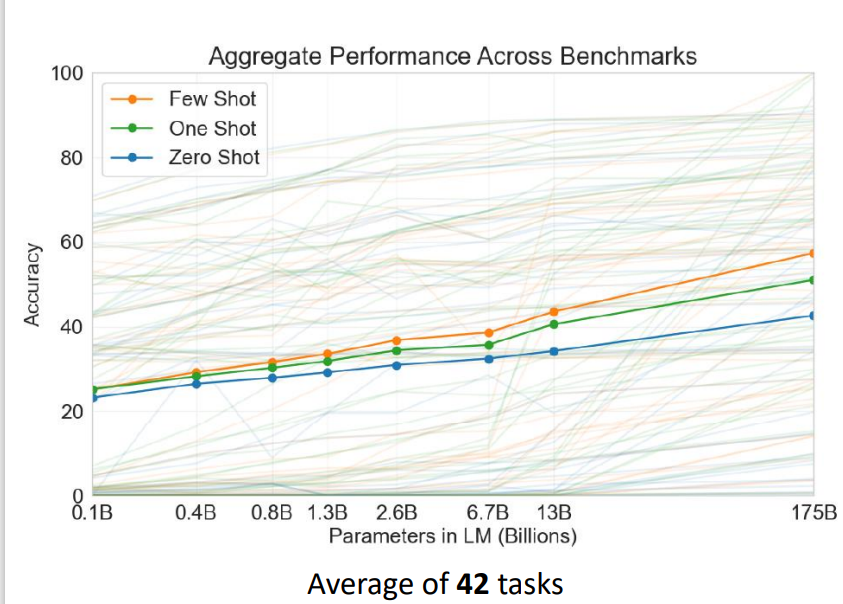 Aggregate Performance Across Benchmarks
100
Few Shot
One Shot
80
Zero Shot
60
Accuracy
40
20
0
0.1B 0.4B 0.8B 1.3B 2.6B 6.7B 13B 175B
Parameters in LM (Billions)
Average of 42 tasks